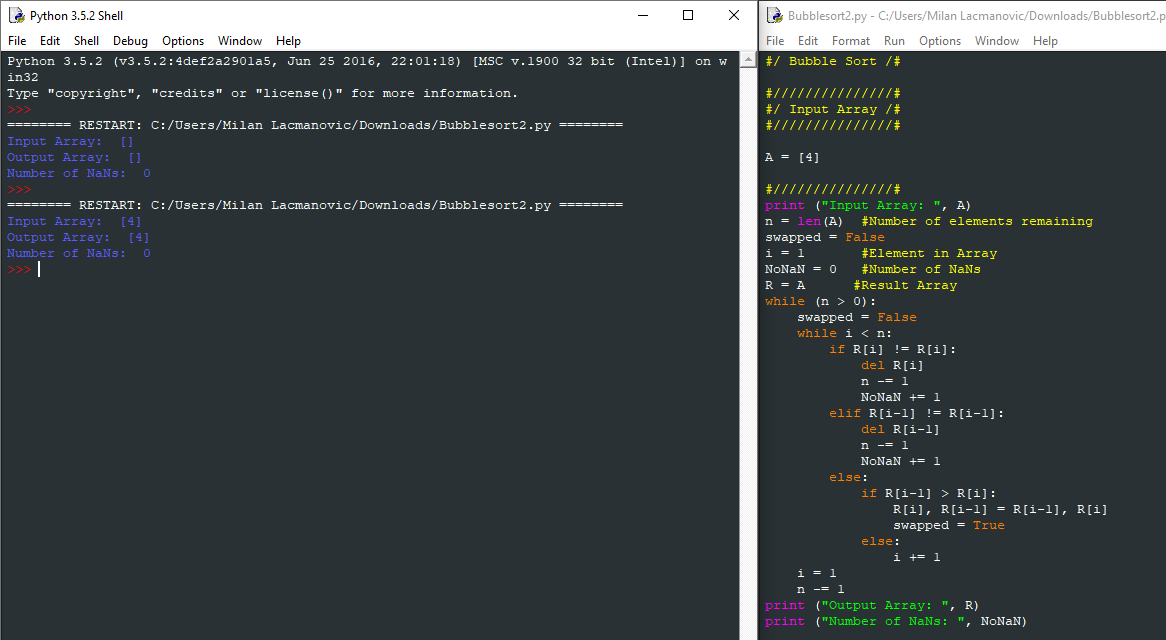 Python 3.5.2 Shell
File Edit Shell Debug Options Window Help
Python 3.5.2 (v3.5.2:4def2a2901a5, Jun 25 2016, 22:01:18) [MSC v.1900 32 bit (Intel)] on w
in32
Type "copyright", "credits" or "license()" for more information.
>>>
======== RESTART: C:/Users/Milan Lacmanovic/Downloads/Bubblesort2.py ========
Input Array:  []
Output Array:  []
Number of NaNs:  0
>>>
======== RESTART: C:/Users/Milan Lacmanovic/Downloads/Bubblesort2.py ========
Input Array:  [4]
Output Array:  [4]
Number of NaNs:  0
>>>
Bubblesort2.py - C:/Users/Milan Lacmanovic/Downloads/Bubblesort2.p
File Edit Format Run Options Window Help
#/ Bubble Sort /#
#///////////////#
#/ Input Array /#
#///////////////#
A = [4]
#///////////////#
print ("Input Array: ", A)
n = len(A)  #Number of elements remaining
swapped = False
i = 1       #Element in Array
NoNaN = 0   #Number of NaNs
R = A      #Result Array
while (n > 0):
    swapped = False
    while i < n:
        if R[i] != R[i]:
            del R[i]
            n -= 1
            NoNaN += 1
        elif R[i-1] != R[i-1]:
            del R[i-1]
            n -= 1
            NoNaN += 1
        else:
            if R[i-1] > R[i]:
                R[i], R[i-1] = R[i-1], R[i]
                swapped = True
            else:
                i += 1
    i = 1
    n -= 1
print ("Output Array: ", R)
print ("Number of NaNs: ", NoNaN)